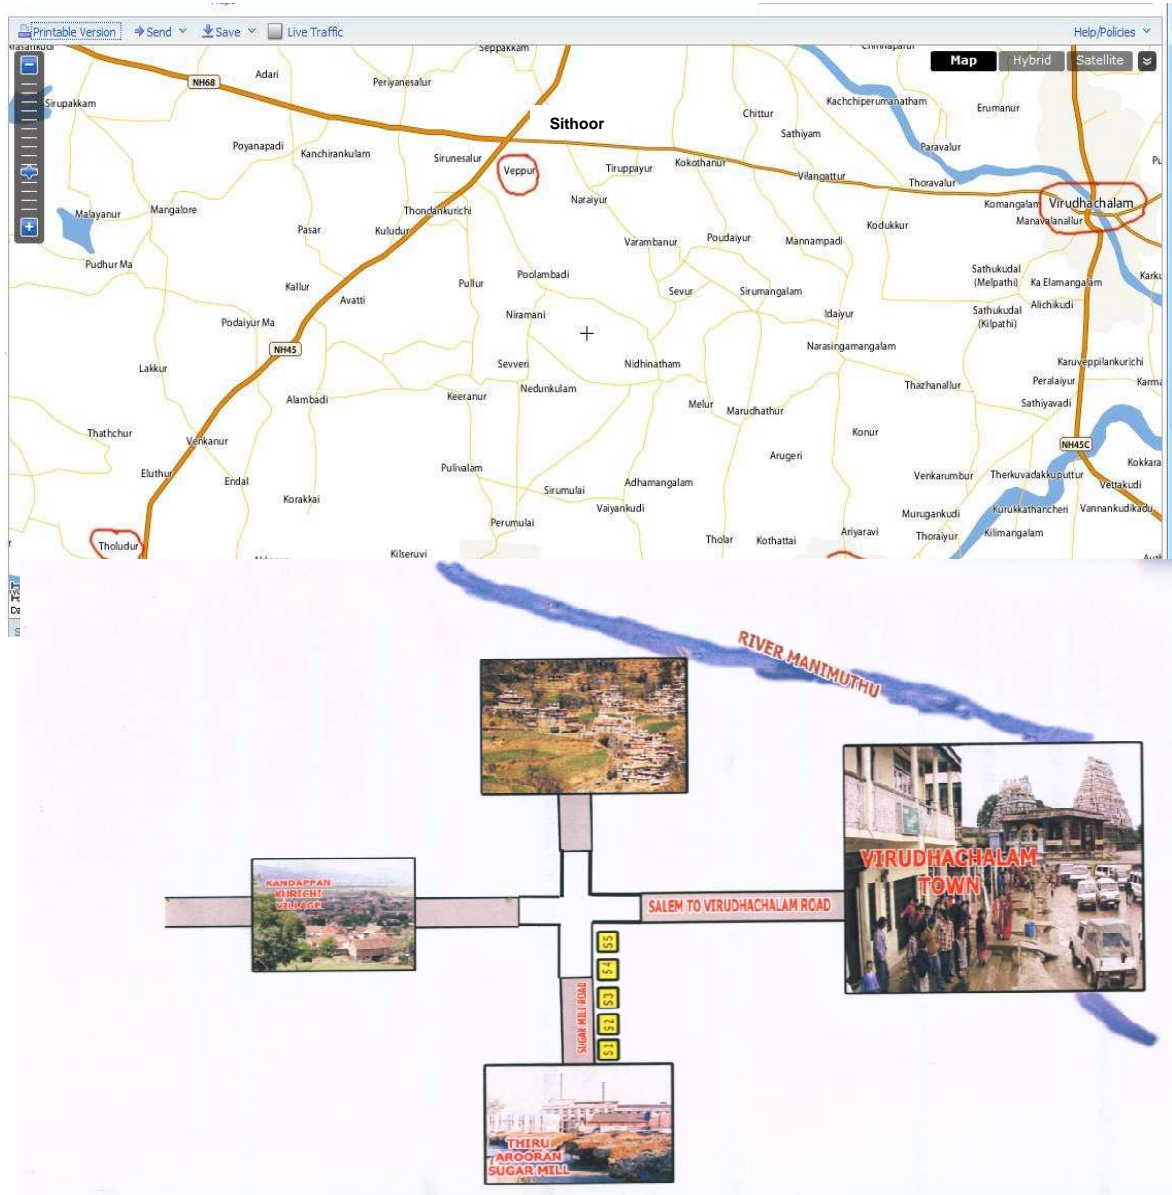 Printable Version
Send
Save
Live Traffic
Help/Policies
Map
Hybrid
Satellite
Seppakkam
NH68
Adari
Periyanesalur
Sirupakkam
Sithoor
Chittur
Kachchiperumanatham
Erumanur
Sathiyam
Poyanapadi
Kanchirankulam
Sirunesalur
Veppur
Tiruppayur
Kokothanur
Paravalur
Vilangattur
Thoravalur
Komangalam
Virudhachalam
Manavalanallur
Malayanur
Mangalore
Thondankurichi
Naraiyur
Pasar
Kuludur
Varambanur
Poudaiyur
Mannampadi
Kodukkur
Pudhur Ma
Kallur
Avatti
Pullur
Poolambadi
Sevur
Sirumangalam
Sathukudal
(Melpathi)
Ka Elamangalam
Karku
Podaiyur Ma
Niramani
Idaiyur
Sathukudal
(Kilpathi)
Alichikudi
NH45
Narasingamangalam
Lakkur
Sevveri
Nidhinatham
Karuveppilankurichi
Alambadi
Keeranur
Nedunkulam
Thazhanallur
Peralaiyur
Karma
Melur
Marudhathur
Sathiyavadi
Thathchur
Venkanur
Konur
NH45C
Eluthur
Endal
Pulivalam
Arugeri
Kokkara
Venkarumbur
Therkuvadakkuputtur
Vettakudi
Korakkai
Sirumulai
Adhamangalam
Vaiyankudi
Murugankudi
Kurukkathancheri
Vannankudikadu
Perumulai
Tholudur
Kilseruvi
Tholar
Kothattai
Ariyaravi
Thoraiyur
Kilimangalam
RIVER MANIMUTHU
VIRUDHACHALAM
TOWN
KANDAPPAN
KURICHI
VILLAGE
SALEM TO VIRUDHACHALAM ROAD
S5
S4
S3
S2
S1
SUGAR MILL ROAD
THIRU
AROORAN
SUGAR MILL